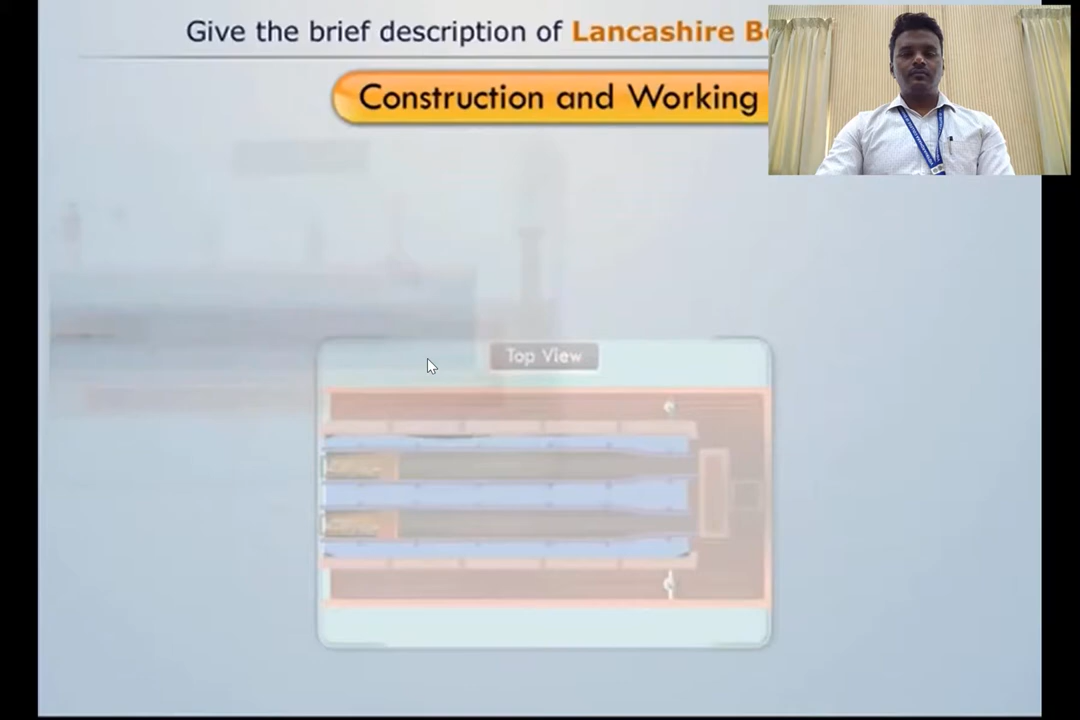 Give the brief description of Lancashire
Construction and Working
Top View